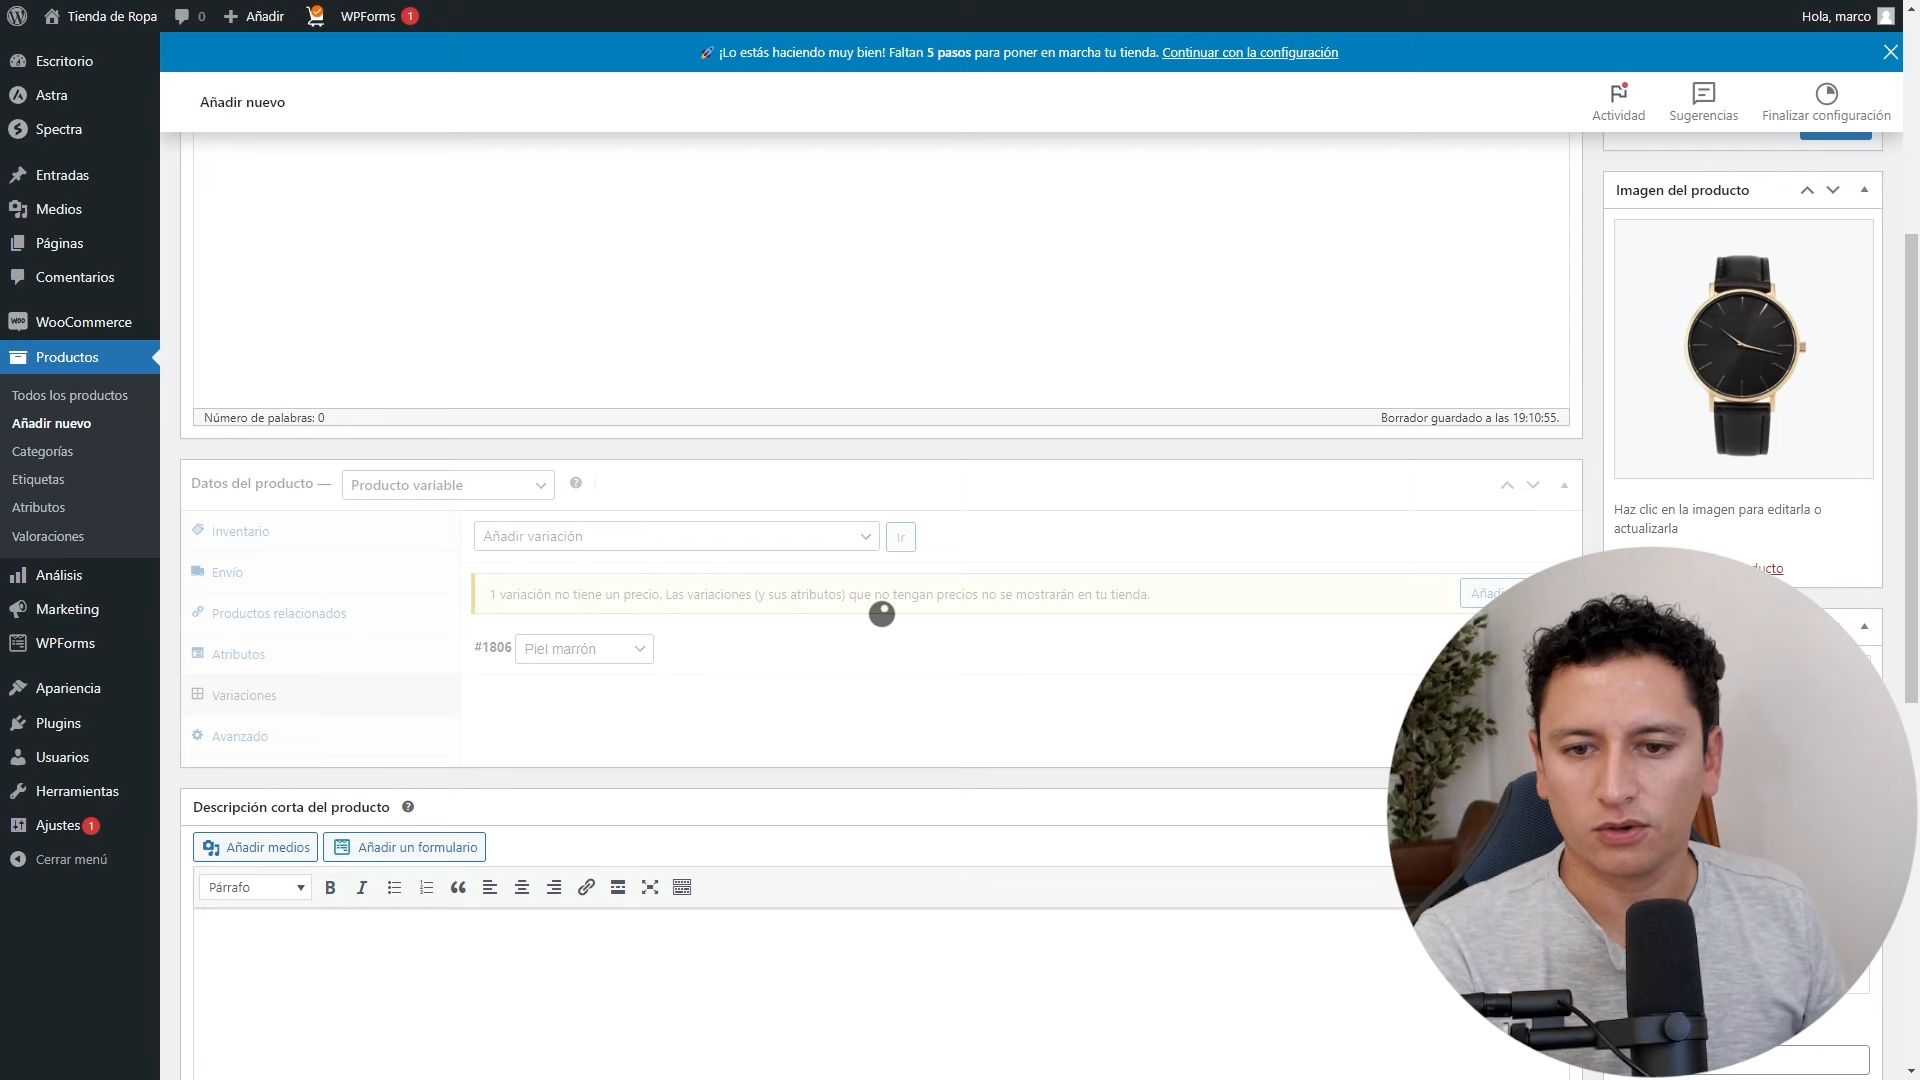 Tienda de Ropa
0
Añadir
WPForms 1
Hola, marco
Escritorio
Astra
Spectra
Entradas
Medios
Páginas
Comentarios
WooCommerce
Productos
Todos los productos
Añadir nuevo
Categorías
Etiquetas
Atributos
Valoraciones
Análisis
Marketing
WPForms
Apariencia
Plugins
Usuarios
Herramientas
Ajustes 1
Cerrar menú
🚀 ¡Lo estás haciendo muy bien! Faltan 5 pasos para poner en marcha tu tienda. Continuar con la configuración
Añadir nuevo
Actividad
Sugerencias
Finalizar configuración
Número de palabras: 0
Borrador guardado a las 19:10:55.
Datos del producto —
Producto variable
Inventario
Envío
Productos relacionados
Atributos
Variaciones
Avanzado
Añadir variación
Ir
1 variación no tiene un precio. Las variaciones (y sus atributos) que no tengan precios no se mostrarán en tu tienda.
#1806
Piel marrón
Descripción corta del producto
Añadir medios
Añadir un formulario
Párrafo
B
I
Imagen del producto
Haz clic en la imagen para editarla o
actualizarla